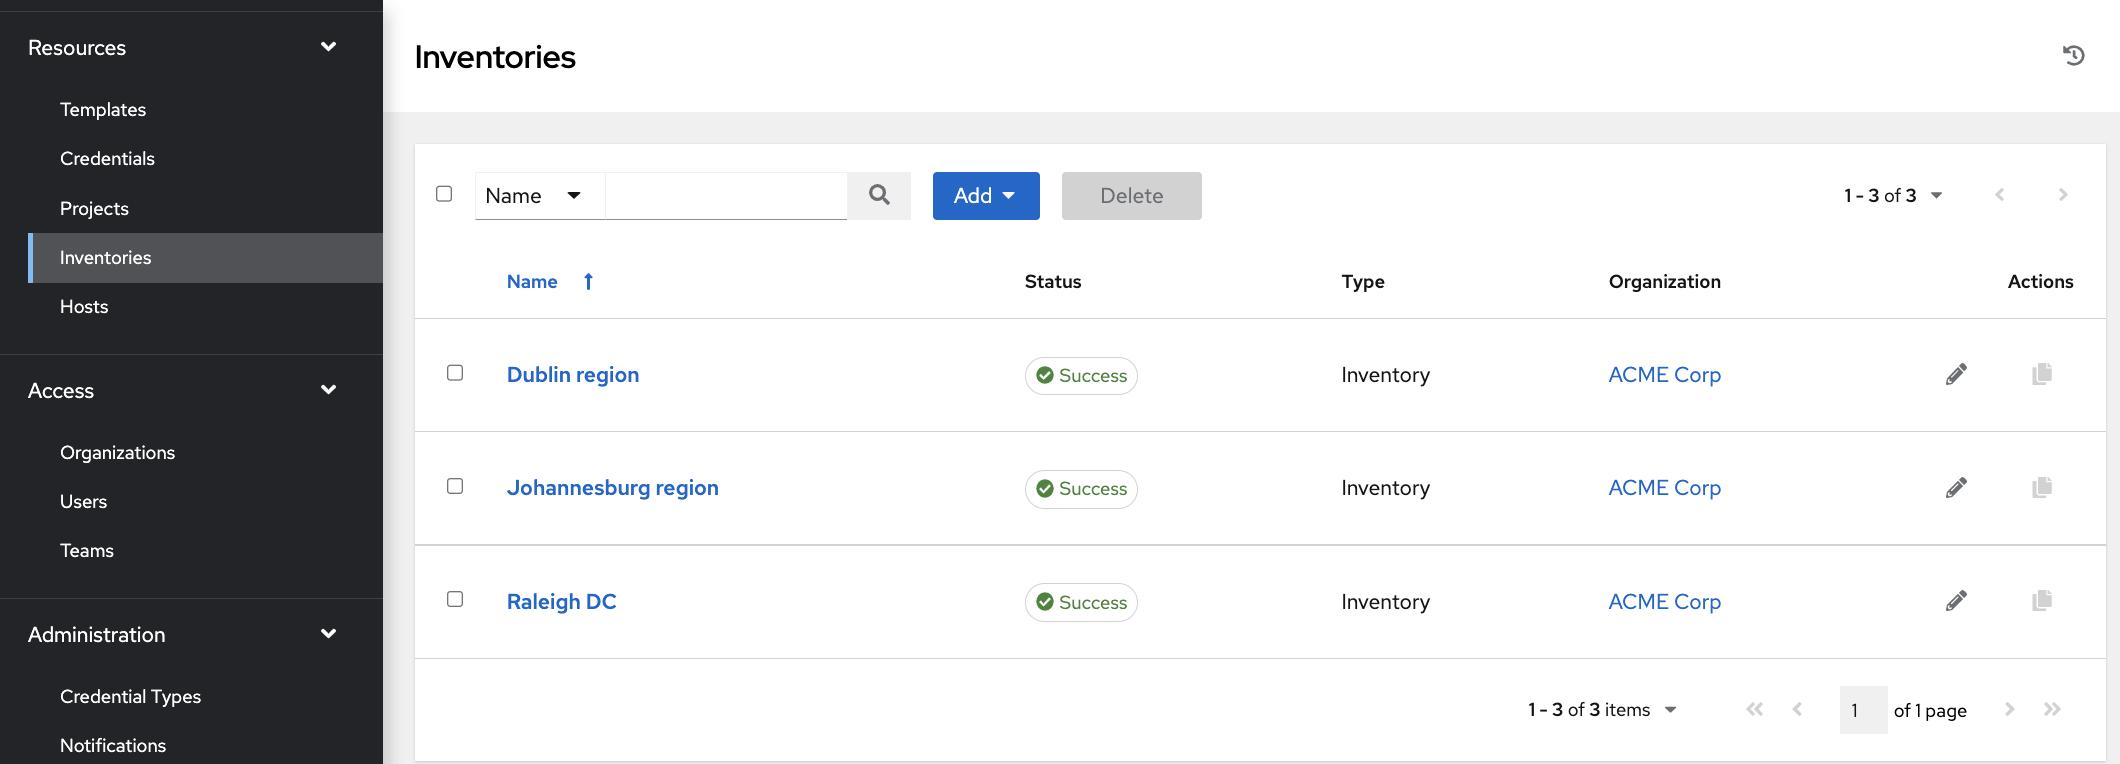 Resources
Templates
Credentials
Projects
Inventories
Hosts
Access
Organizations
Users
Teams
Administration
Credential Types
Notifications
Inventories
Name Add Delete 1 - 3 of 3
Name Status Type Organization Actions
Dublin region Success Inventory ACME Corp
Johannesburg region Success Inventory ACME Corp
Raleigh DC Success Inventory ACME Corp
1 - 3 of 3 items 1 of 1 page